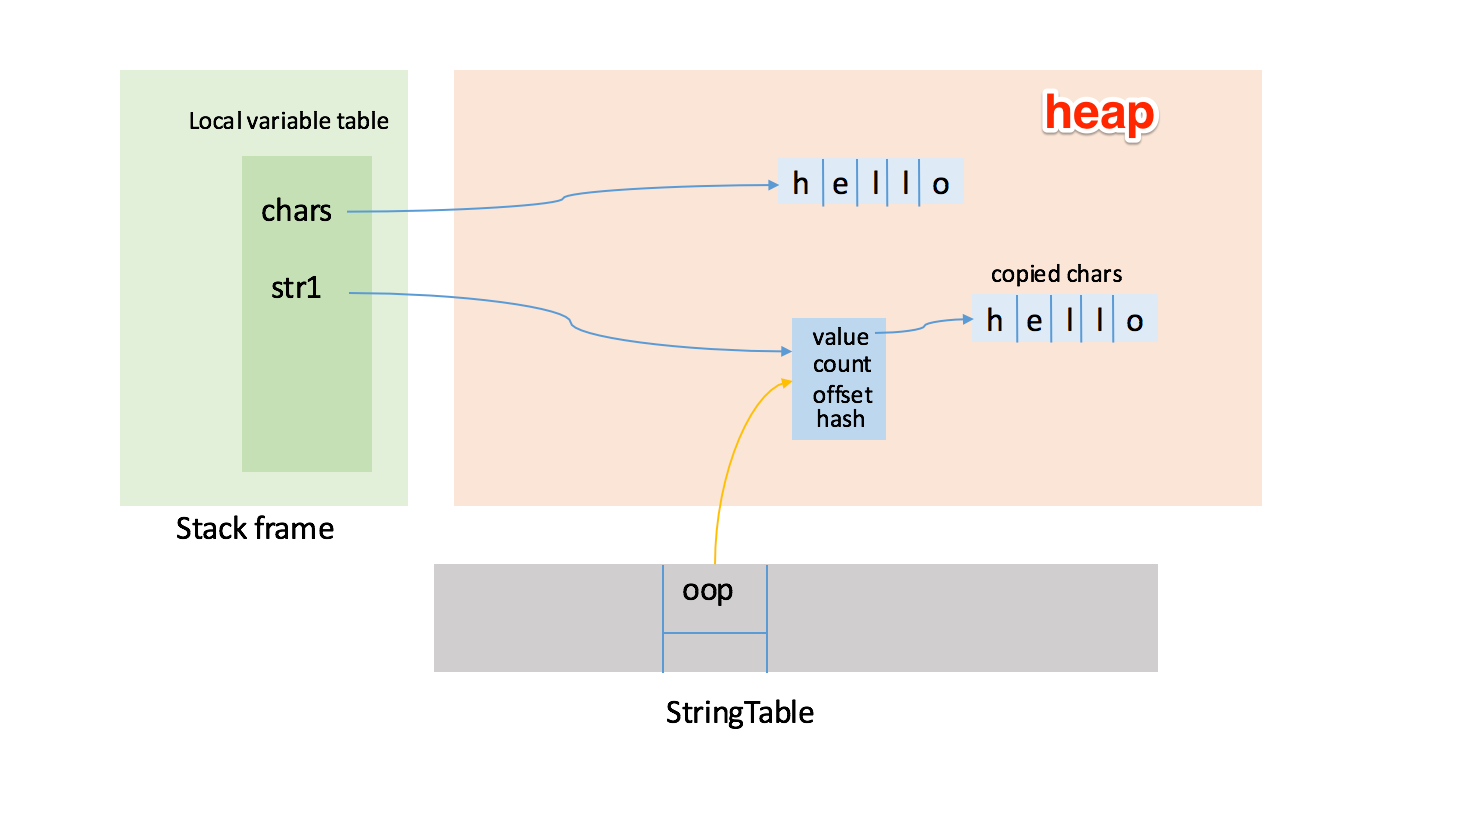 heap
Local variable table
chars
str1
h e l l o
copied chars
h e l l o
value
count
offset
hash
Stack frame
oop
StringTable